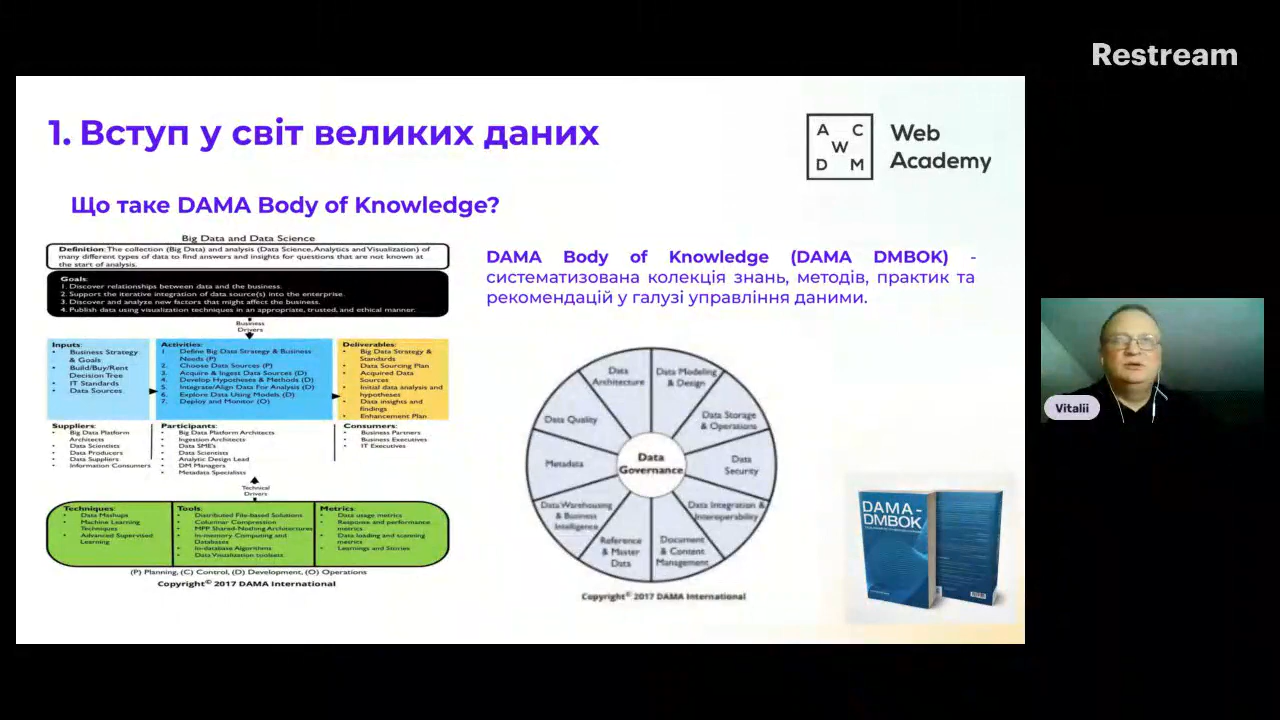 Restream
1. Вступ у світ великих даних
A C
W
D M
Web
Academy
Що таке DAMA Body of Knowledge?
Big Data and Data Science
Definition: The collection (Big Data) and analysis (Data Science, Analytics and Visualization) of
many different types of data to find answers and insights for questions that are not known at
the start of analysis.
Goals:
1. Discover relationships between data and the business.
2. Support the iterative integration of data source(s) into the enterprise.
3. Discover and analyze new factors that might affect the business.
4. Publish data using visualization techniques in an appropriate, trusted, and ethical manner.
Business
Drivers
Inputs:
• Business Strategy
& Goals
• Build/Buy/Rent
Decision Tree
• IT Standards
• Data Sources
Activities:
1. Define Big Data Strategy & Business
Needs (P)
2. Choose Data Sources (P)
3. Acquire & Ingest Data Sources (D)
4. Develop Hypotheses & Methods (D)
5. Integrate/Align Data For Analysis (D)
6. Explore Data Using Models (D)
7. Deploy and Monitor (O)
Deliverables:
• Big Data Strategy &
Standards
• Data Sourcing Plan
• Acquired Data
Sources
• Initial data analysis and
hypotheses
• Data insights and
findings
• Enhancement Plan
Suppliers:
• Big Data Platform
Architects
• Data Scientists
• Data Producers
• Data Suppliers
• Information Consumers
Participants:
• Big Data Platform Architects
• Ingestion Architects
• Data SME's
• Data Scientists
• Analytic Design Lead
• DM Managers
• Metadata Specialists
Consumers:
• Business Partners
• Business Executives
• IT Executives
Technical
Drivers
Techniques:
• Data Mashups
• Machine Learning
Techniques
• Advanced Supervised
Learning
Tools:
• Distributed File-Based Solutions
• Columnar Compression
• MPP Shared-Nothing Architectures
• In-memory Computing and
Databases
• In-database Algorithms
• Data Visualization toolsets
Metrics:
• Data usage metrics
• Response and performance
metrics
• Data loading and scanning
metrics
• Learnings and Stories
(P) Planning, (C) Control, (D) Development, (O) Operations
Copyright© 2017 DAMA International
DAMA Body of Knowledge (DAMA DMBOK) -
систематизована колекція знань, методів, практик та
рекомендацій у галузі управління даними.
Data
Architecture
Data Modeling
& Design
Data Quality
Data Storage
& Operations
Metadata
Data
Governance
Data
Security
Data Warehousing
& Business
Intelligence
Data Integration &
Interoperability
Reference
& Master
Data
Document
& Content
Management
Copyright© 2017 DAMA International
DAMA-
DMBOK
Vitalii